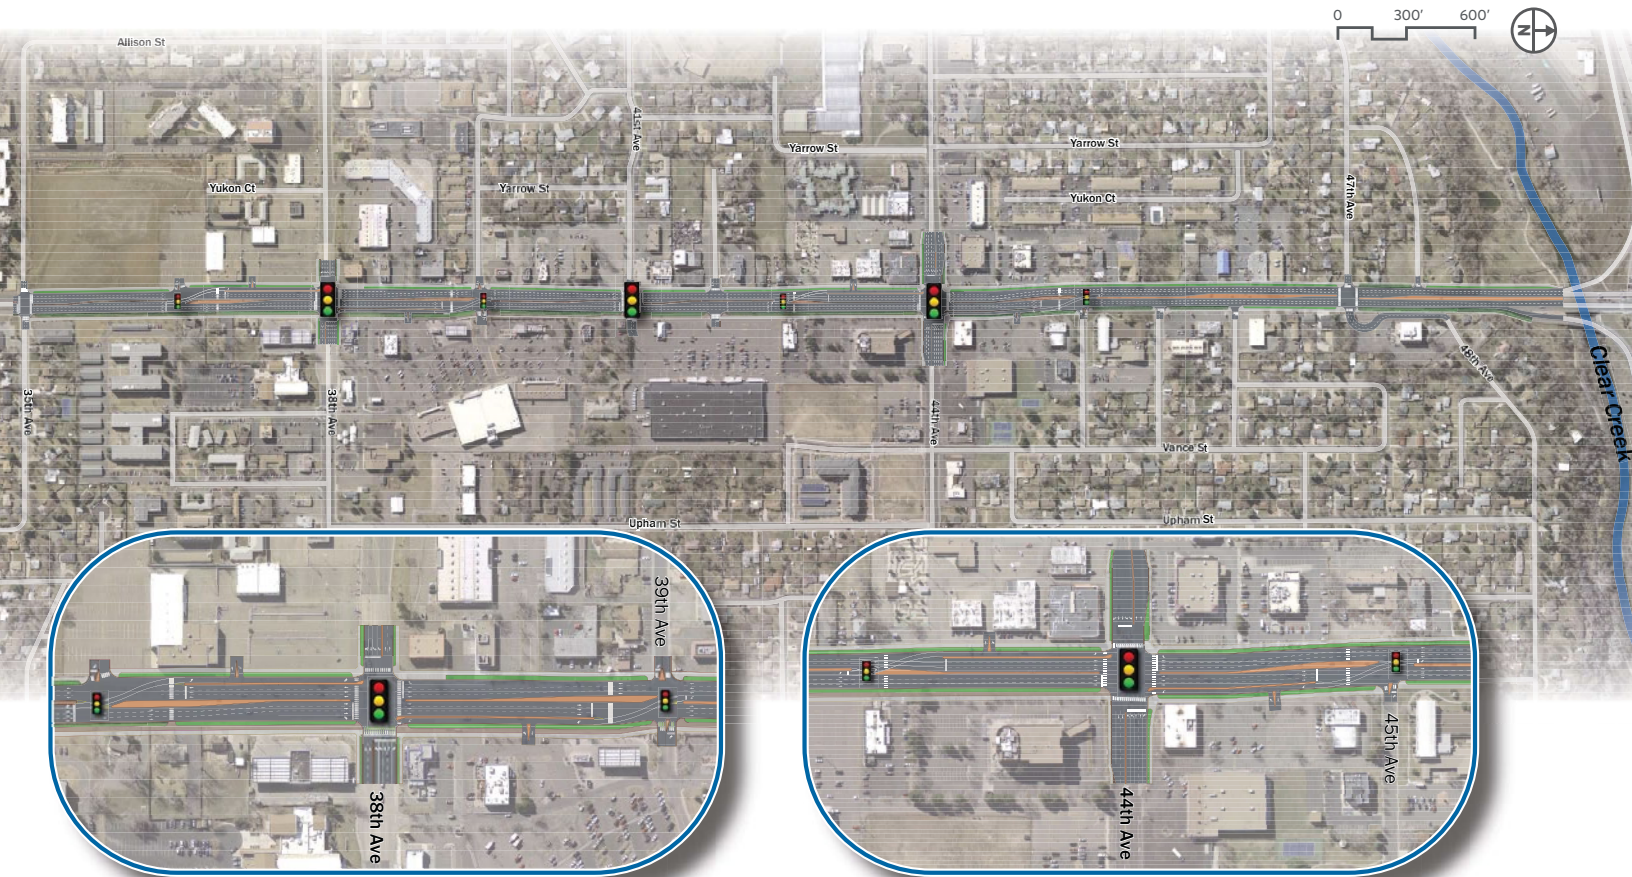 0 300' 600'
N
Allison St
41st Ave
Yarrow St
Yarrow St
Yukon Ct
Yarrow St
Yukon Ct
47th Ave
35th Ave
38th Ave
44th Ave
48th Ave
Clear Creek
Vance St
Upham St
Upham St
39th Ave
38th Ave
45th Ave
44th Ave